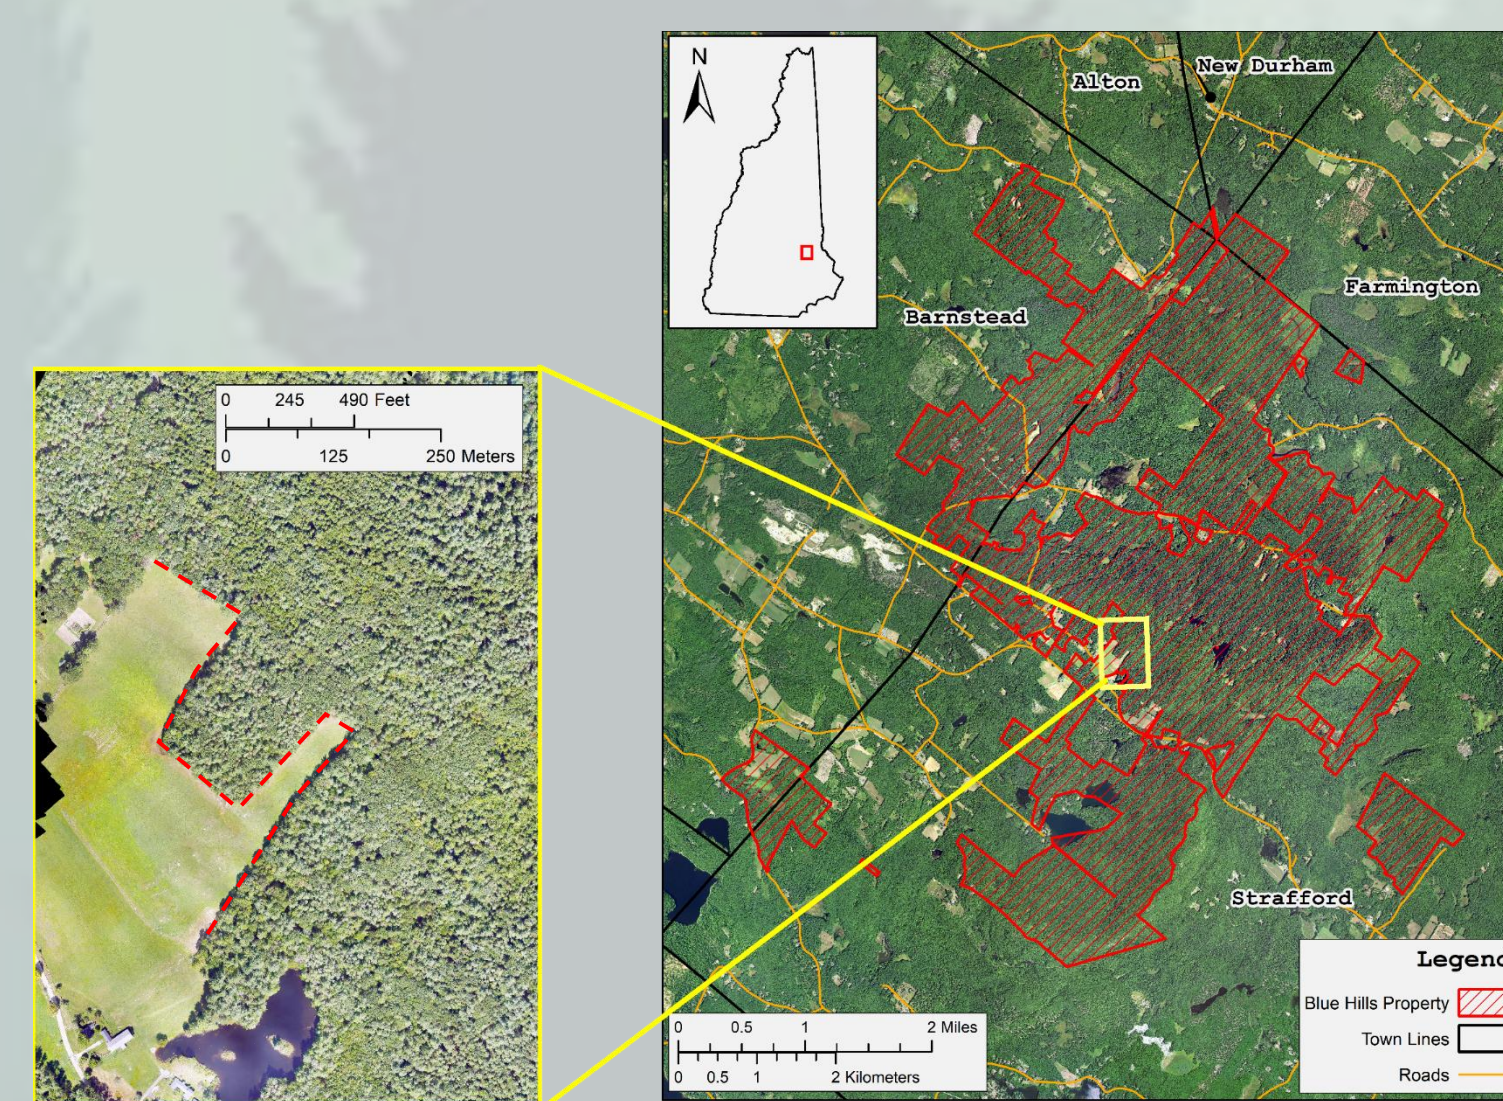 N
Alton
New Durham
Farmington
Barnstead
0 245 490 Feet
0 125 250 Meters
Strafford
Legend
Blue Hills Property
Town Lines
Roads
0 0.5 1 2 Miles
0 0.5 1 2 Kilometers